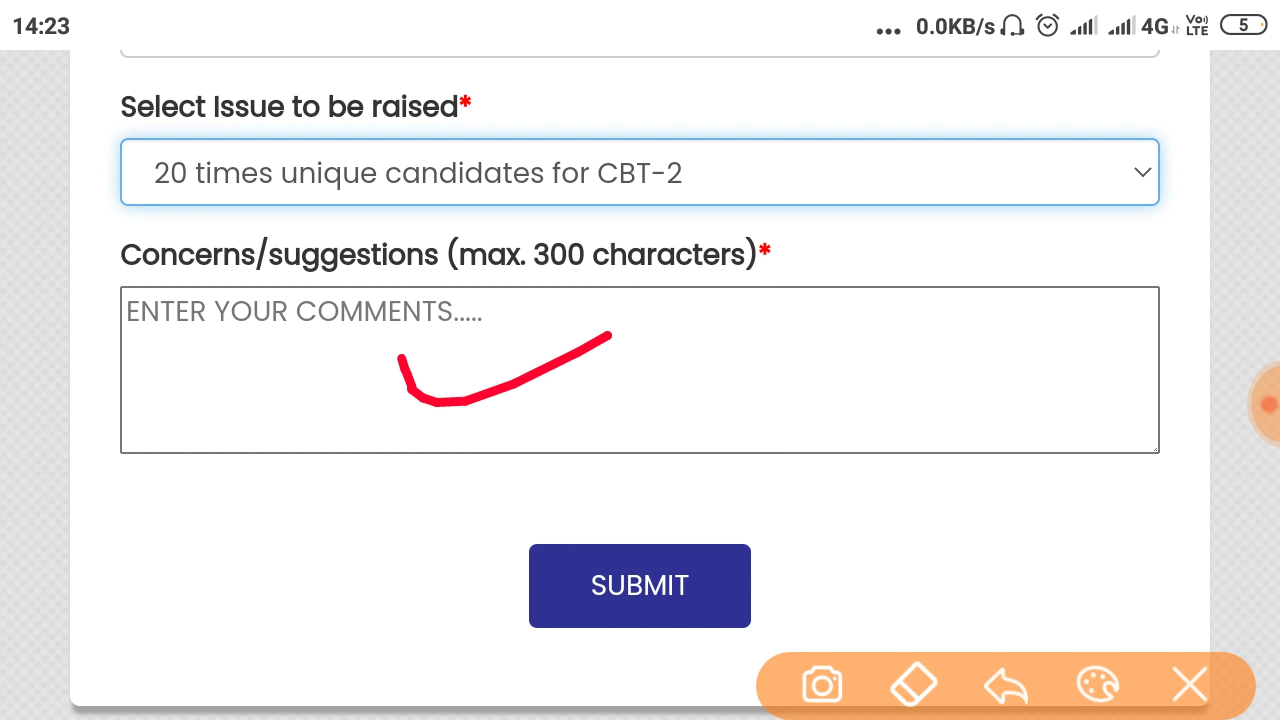 14:23
... 0.0KB/s 4G Vo) LTE 5
Select Issue to be raised*
20 times unique candidates for CBT-2
Concerns/suggestions (max. 300 characters)*
ENTER YOUR COMMENTS.....
SUBMIT